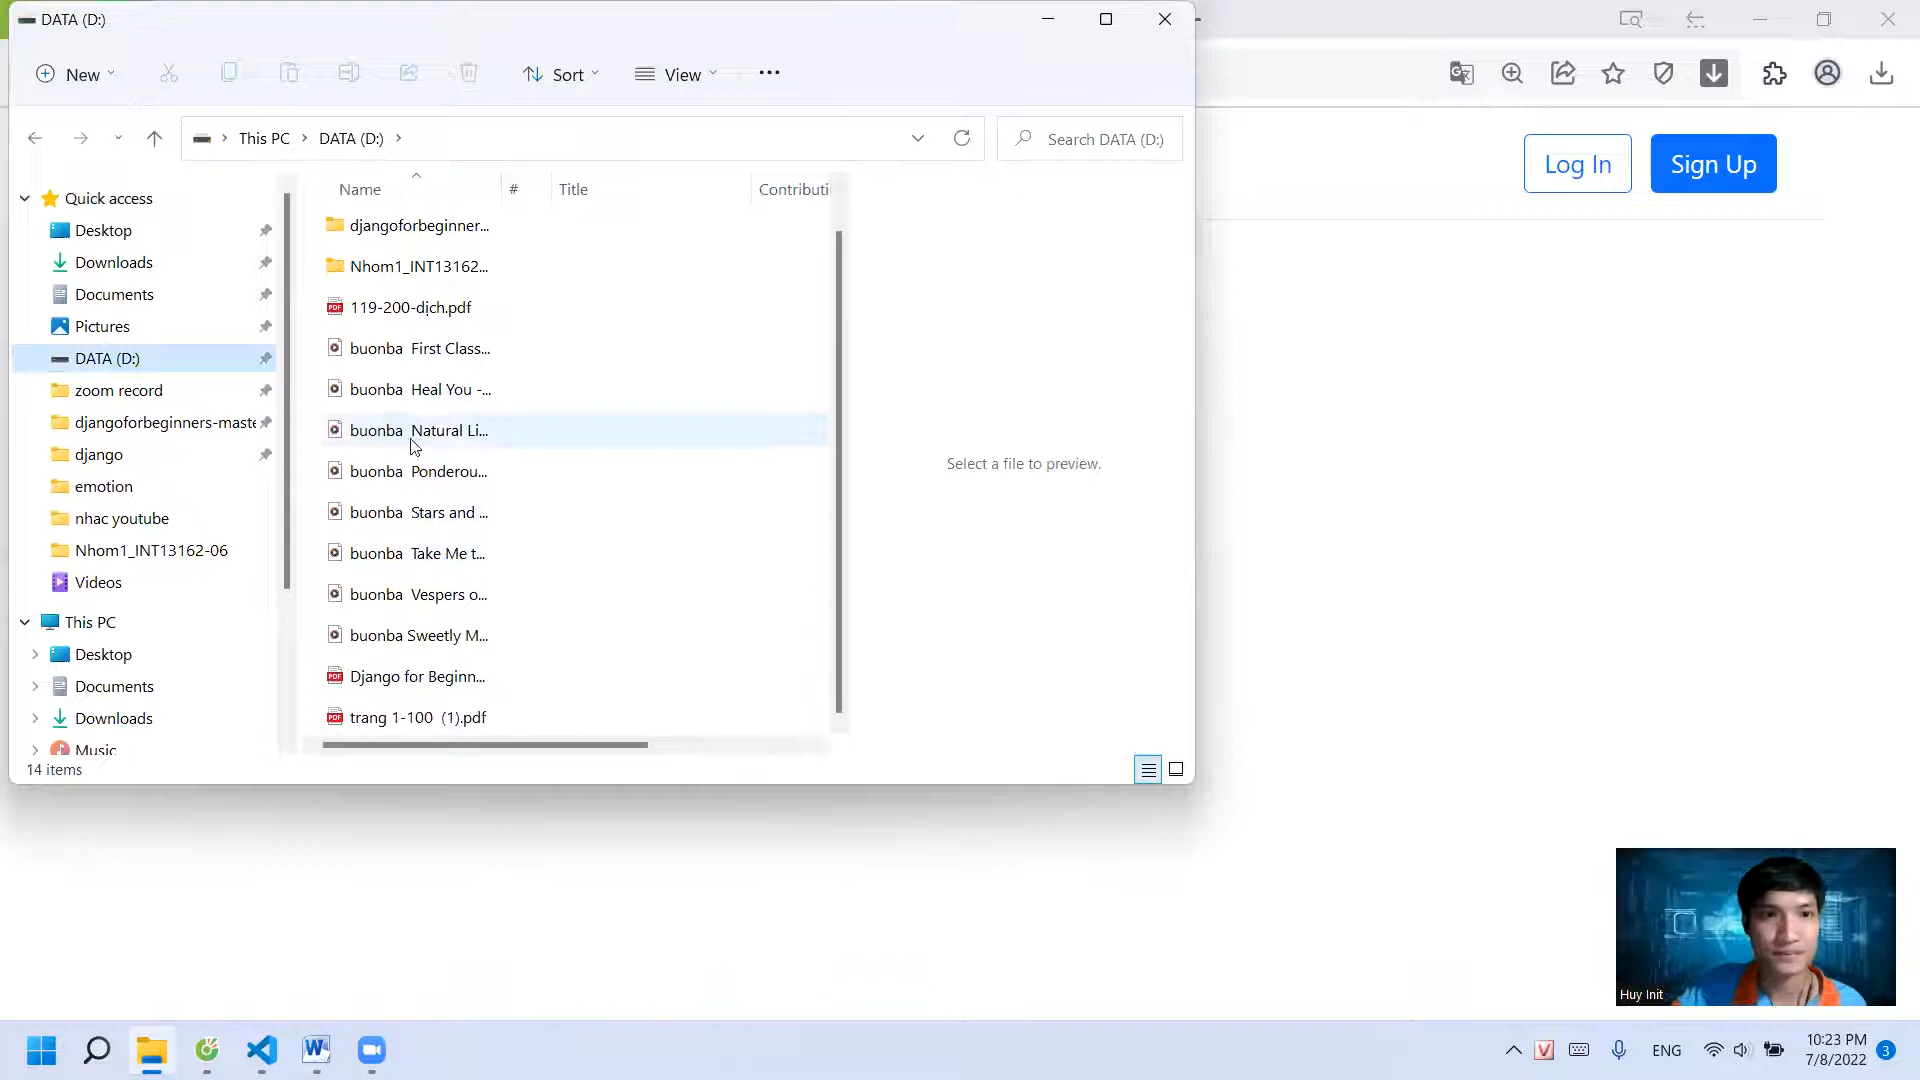 DATA (D:)
New
Sort
View
This PC > DATA (D:) >
Search DATA (D:)
Log In
Sign Up
Quick access
Desktop
Downloads
Documents
Pictures
DATA (D:)
zoom record
djangoforbeginners-maste
django
emotion
nhac youtube
Nhom1_INT13162-06
Videos
This PC
Desktop
Documents
Downloads
Music
14 items
Name
#
Title
Contributi
djangoforbeginner...
Nhom1_INT13162...
119-200-dịch.pdf
buonba First Class...
buonba Heal You -...
buonba Natural Li...
buonba Ponderou...
buonba Stars and ...
buonba Take Me t...
buonba Vespers o...
buonba Sweetly M...
Django for Beginn...
trang 1-100 (1).pdf
Select a file to preview.
Huy Init
ENG
10:23 PM
7/8/2022
3